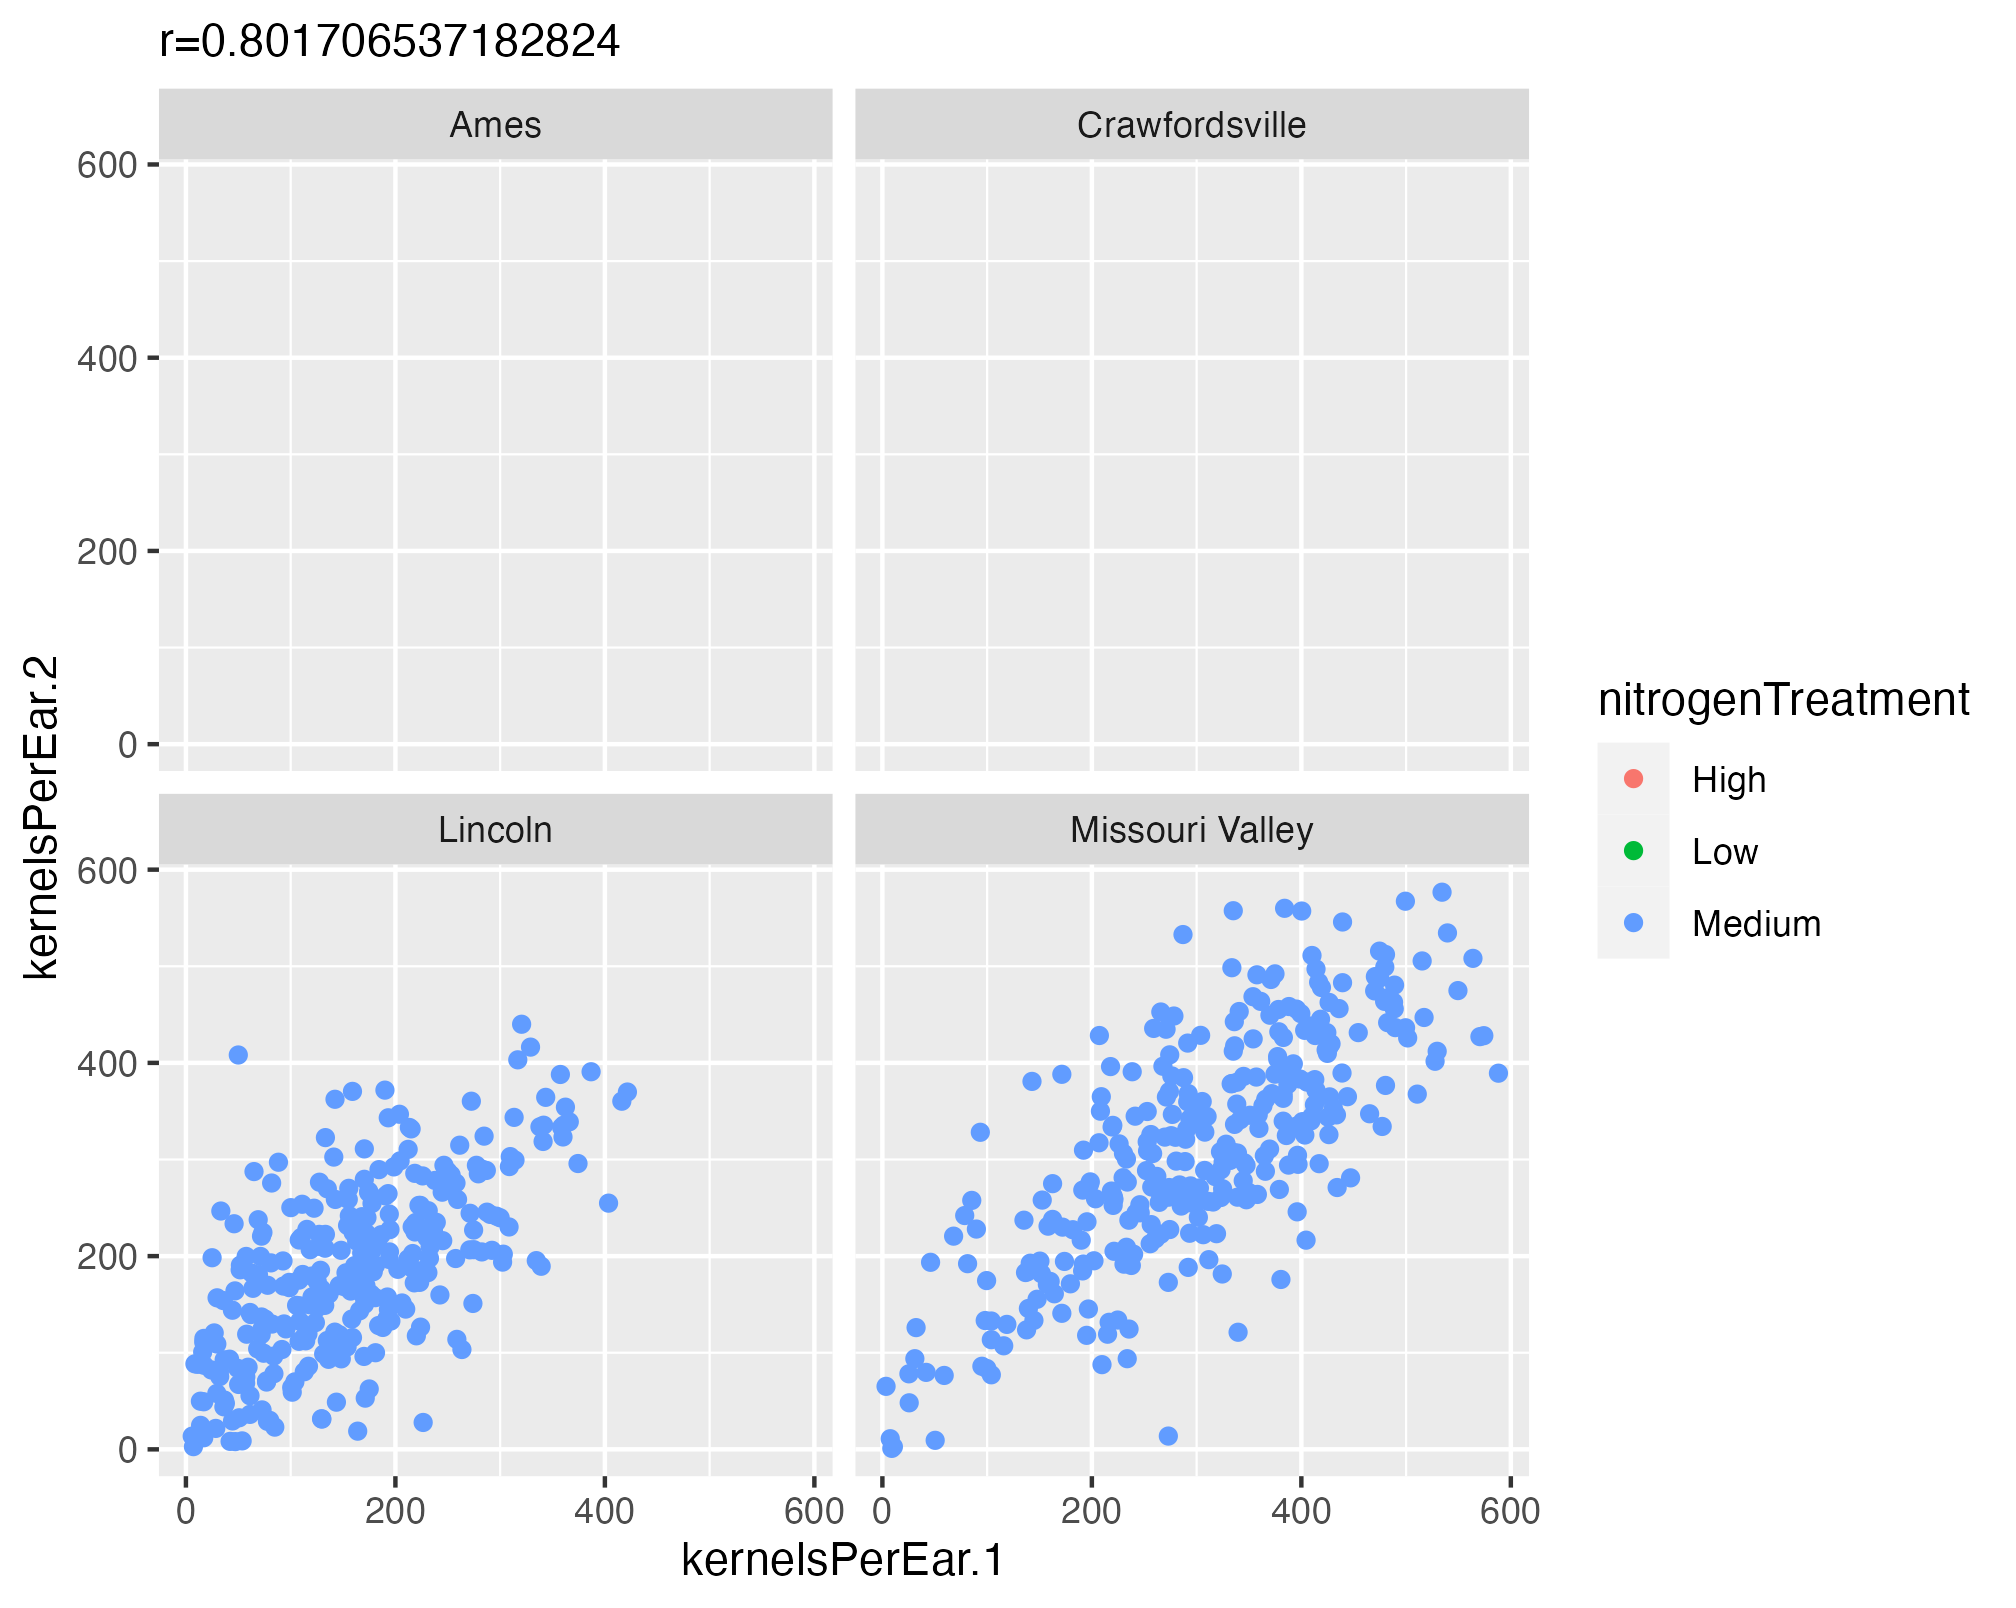 r=0.801706537182824
Ames
Crawfordsville
600
400
200
0
Lincoln
Missouri Valley
600
400
200
0
0
200
400
600
0
200
400
600
kernelsPerEar.1
kernelsPerEar.2
nitrogenTreatment
High
Low
Medium